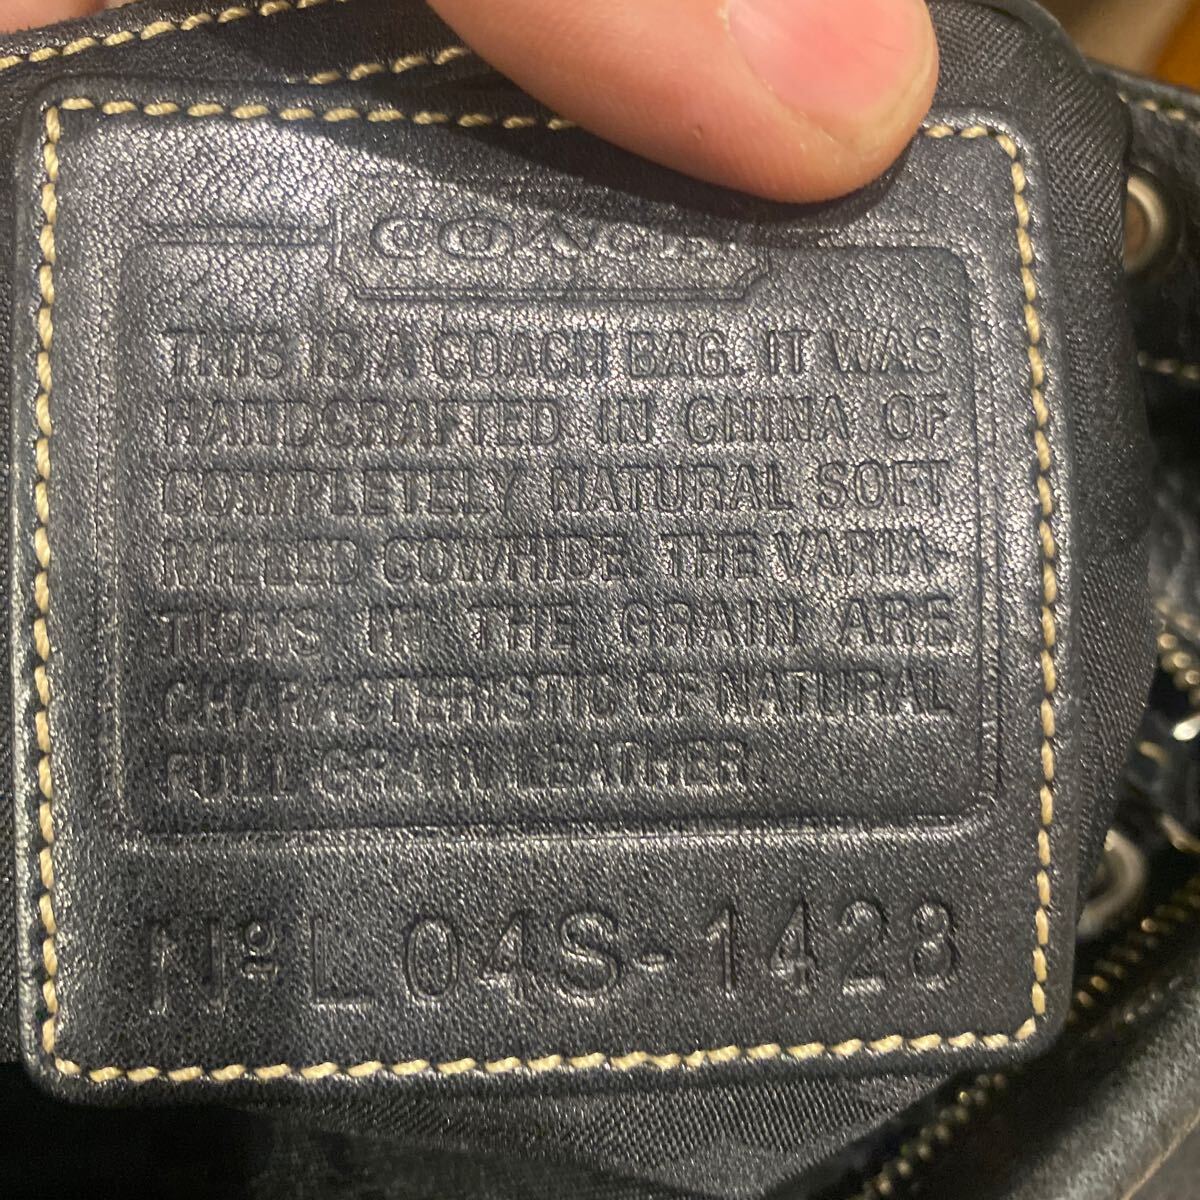 COACH
THIS IS A COACH BAG. IT WAS
HANDCRAFTED IN CHINA OF
COMPLETELY NATURAL SOFT
MILLED COWHIDE. THE VARIA-
TIONS IN THE GRAIN ARE
CHARACTERISTIC OF NATURAL
FULL GRAIN LEATHER.
Nº L04S-1428